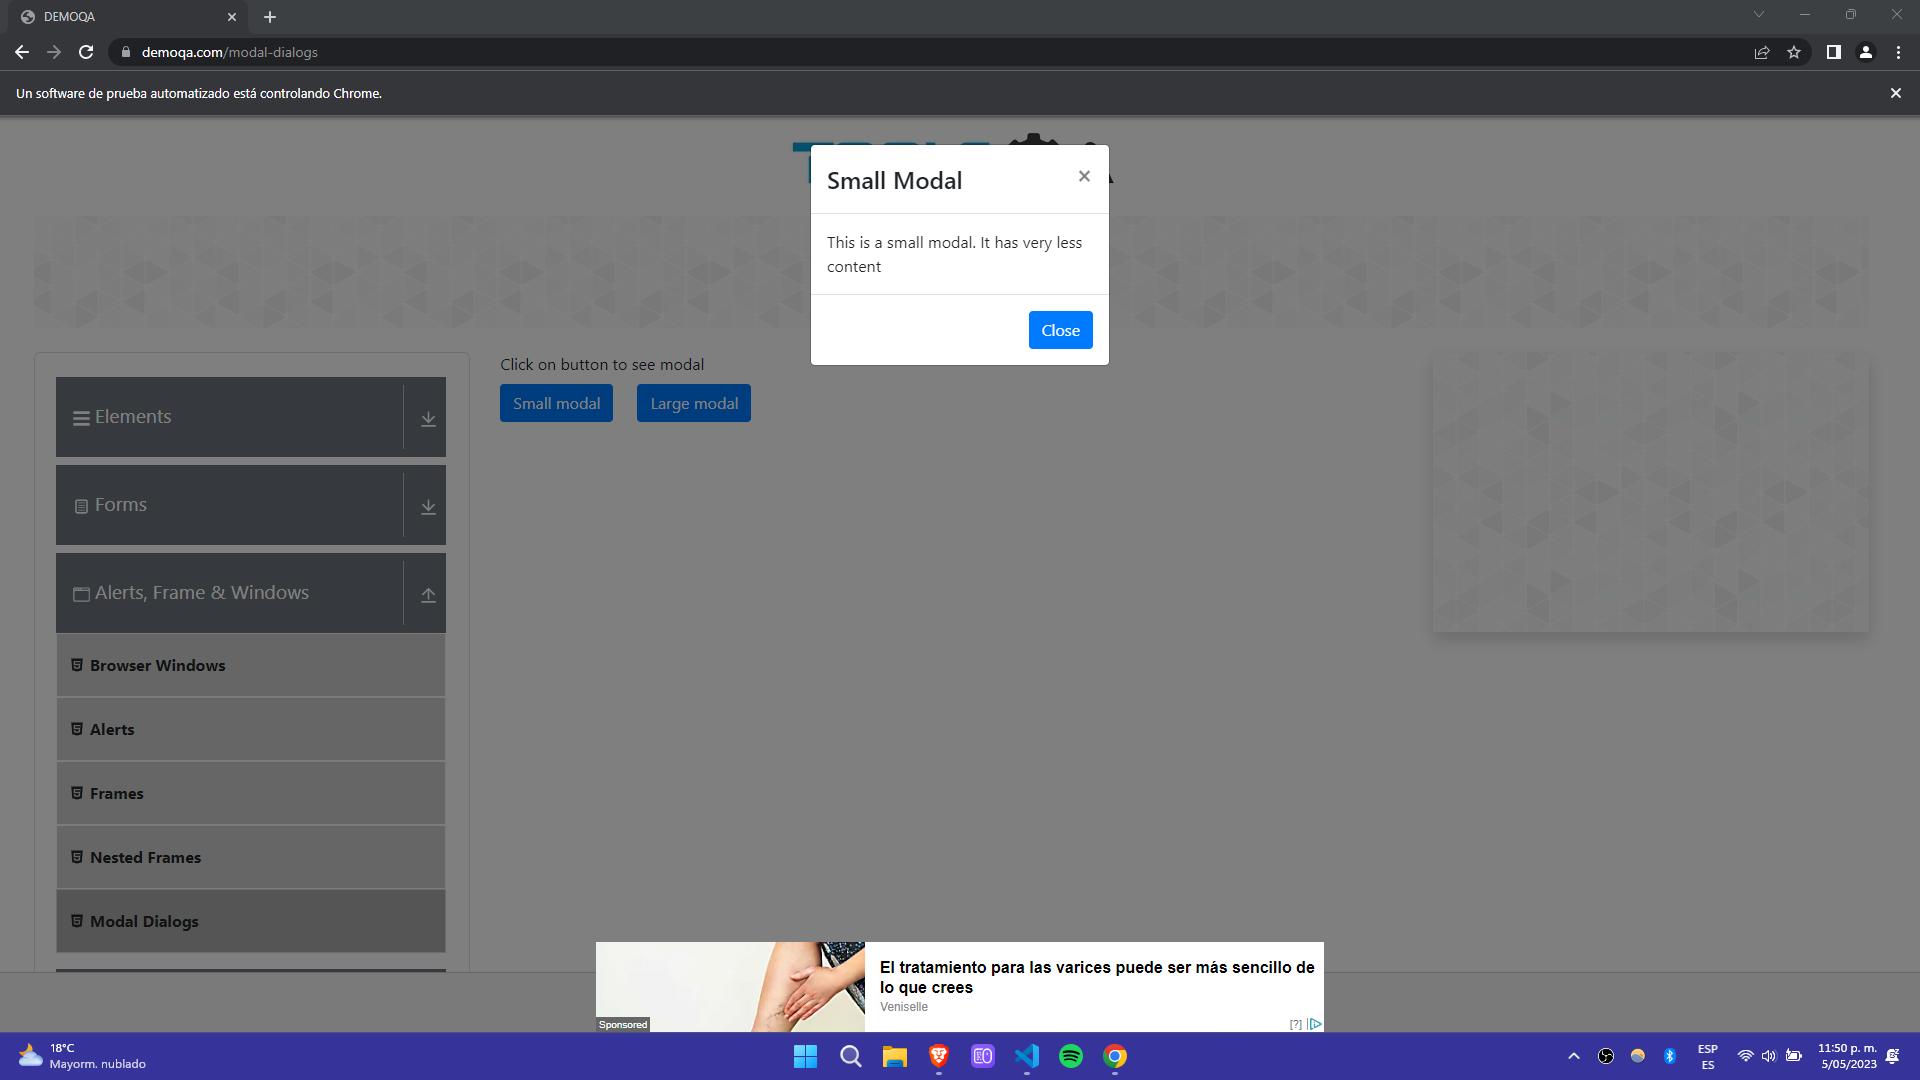 DEMOQA
demoqa.com/modal-dialogs
Un software de prueba automatizado está controlando Chrome.
Small Modal
×
This is a small modal. It has very less
content
Close
Click on button to see modal
Small modal
Large modal
Elements
Forms
Alerts, Frame & Windows
Browser Windows
Alerts
Frames
Nested Frames
Modal Dialogs
El tratamiento para las varices puede ser más sencillo de
lo que crees
Veniselle
Sponsored
[?]
18°C
Mayorm. nublado
ESP
ES
11:50 p. m.
5/05/2023